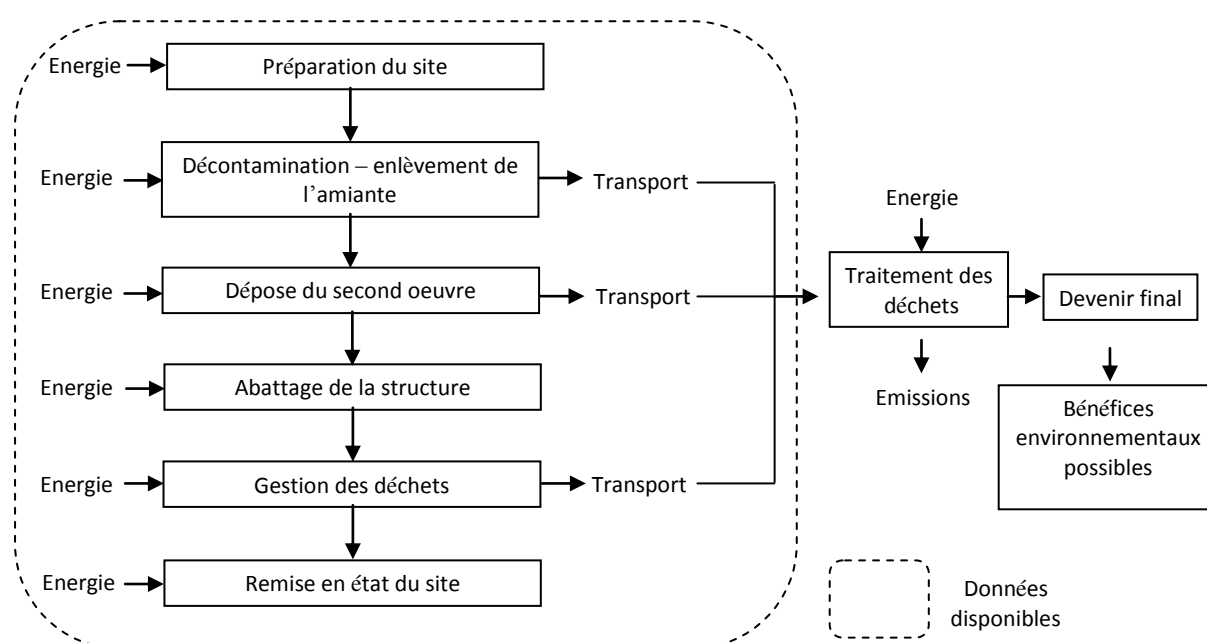 Energie
Préparation du site
Energie
Décontamination – enlèvement de
l’amiante
Transport
Energie
Dépose du second oeuvre
Transport
Energie
Abattage de la structure
Energie
Gestion des déchets
Transport
Energie
Remise en état du site
Energie
Traitement des
déchets
Emissions
Devenir final
Bénéfices
environnementaux
possibles
Données
disponibles